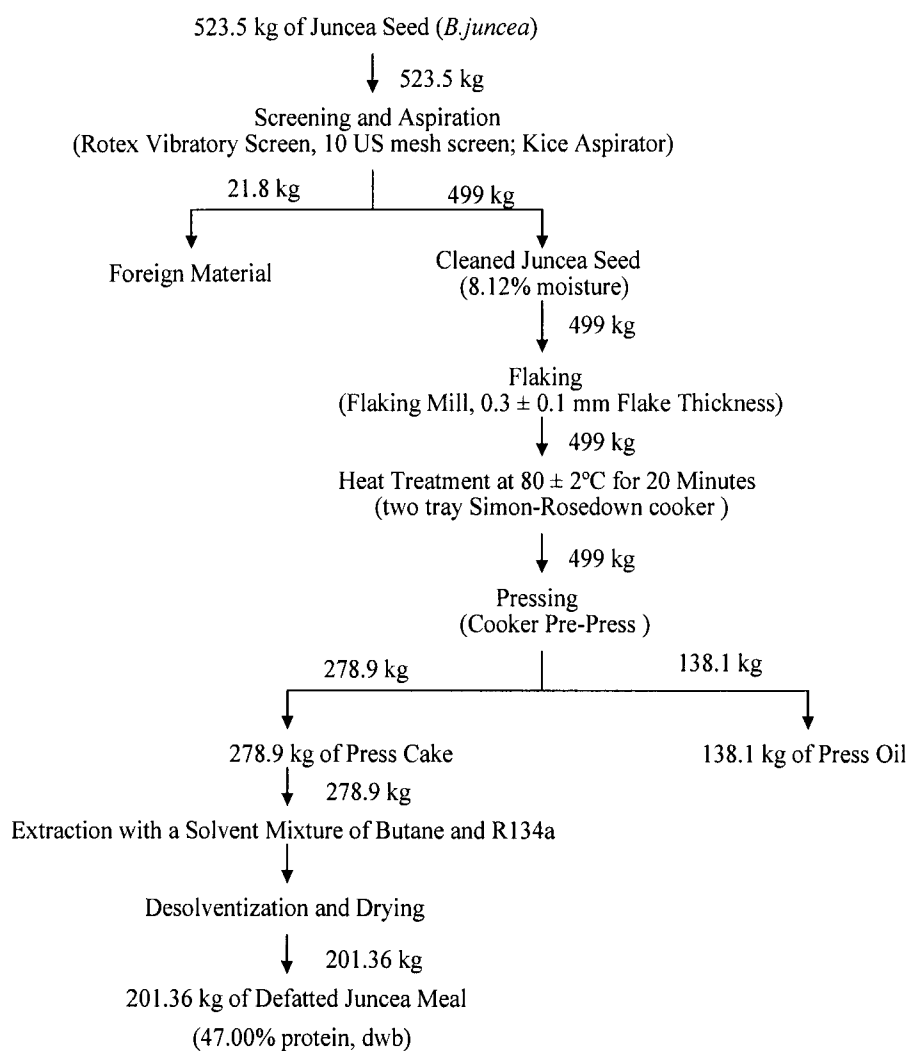 523.5 kg of Juncea Seed (B.juncea)
523.5 kg
Screening and Aspiration
(Rotex Vibratory Screen, 10 US mesh screen; Kice Aspirator)
21.8 kg
499 kg
Foreign Material
Cleaned Juncea Seed
(8.12% moisture)
499 kg
Flaking
(Flaking Mill, 0.3 ± 0.1 mm Flake Thickness)
499 kg
Heat Treatment at 80 ± 2ºC for 20 Minutes
(two tray Simon-Rosedown cooker )
499 kg
Pressing
(Cooker Pre-Press )
278.9 kg
138.1 kg
278.9 kg of Press Cake
138.1 kg of Press Oil
278.9 kg
Extraction with a Solvent Mixture of Butane and R134a
Desolventization and Drying
201.36 kg
201.36 kg of Defatted Juncea Meal
(47.00% protein, dwb)